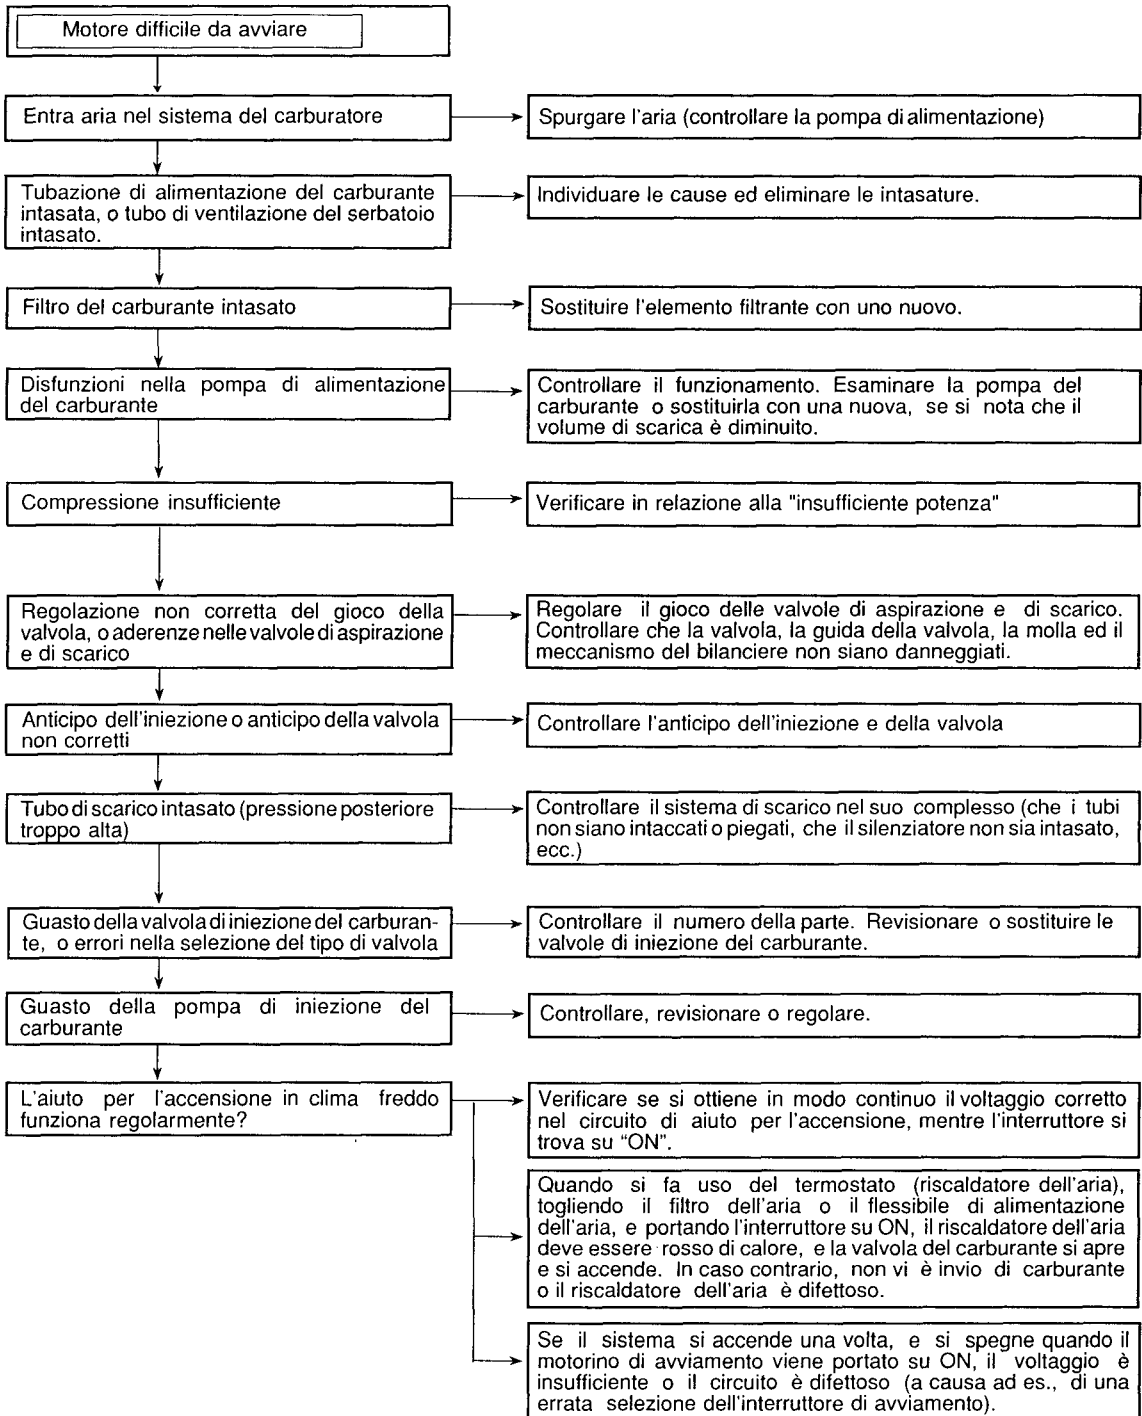 Motore difficile da avviare
Entra aria nel sistema del carburatore
Spurgare l'aria (controllare la pompa di alimentazione)
Tubazione di alimentazione del carburante
intasata, o tubo di ventilazione del serbatoio
intasato.
Individuare le cause ed eliminare le intasature.
Filtro del carburante intasato
Sostituire l'elemento filtrante con uno nuovo.
Disfunzioni nella pompa di alimentazione
del carburante
Controllare il funzionamento. Esaminare la pompa del
carburante o sostituirla con una nuova, se si nota che il
volume di scarica è diminuito.
Compressione insufficiente
Verificare in relazione alla "insufficiente potenza"
Regolazione non corretta del gioco della
valvola, o aderenze nelle valvole di aspirazione
e di scarico
Regolare il gioco delle valvole di aspirazione e di scarico.
Controllare che la valvola, la guida della valvola, la molla ed il
meccanismo del bilanciere non siano danneggiati.
Anticipo dell'iniezione o anticipo della valvola
non corretti
Controllare l'anticipo dell'iniezione e della valvola
Tubo di scarico intasato (pressione posteriore
troppo alta)
Controllare il sistema di scarico nel suo complesso (che i tubi
non siano intaccati o piegati, che il silenziatore non sia intasato,
ecc.)
Guasto della valvola di iniezione del carburan-
te, o errori nella selezione del tipo di valvola
Controllare il numero della parte. Revisionare o sostituire le
valvole di iniezione del carburante.
Guasto della pompa di iniezione del
carburante
Controllare, revisionare o regolare.
L'aiuto per l'accensione in clima freddo
funziona regolarmente?
Verificare se si ottiene in modo continuo il voltaggio corretto
nel circuito di aiuto per l'accensione, mentre l'interruttore si
trova su "ON".
Quando si fa uso del termostato (riscaldatore dell'aria),
togliendo il filtro dell'aria o il flessibile di alimentazione
dell'aria, e portando l'interruttore su ON, il riscaldatore dell'aria
deve essere rosso di calore, e la valvola del carburante si apre
e si accende. In caso contrario, non vi è invio di carburante
o il riscaldatore dell'aria è difettoso.
Se il sistema si accende una volta, e si spegne quando il
motorino di avviamento viene portato su ON, il voltaggio è
insufficiente o il circuito è difettoso (a causa ad es., di una
errata selezione dell'interruttore di avviamento).